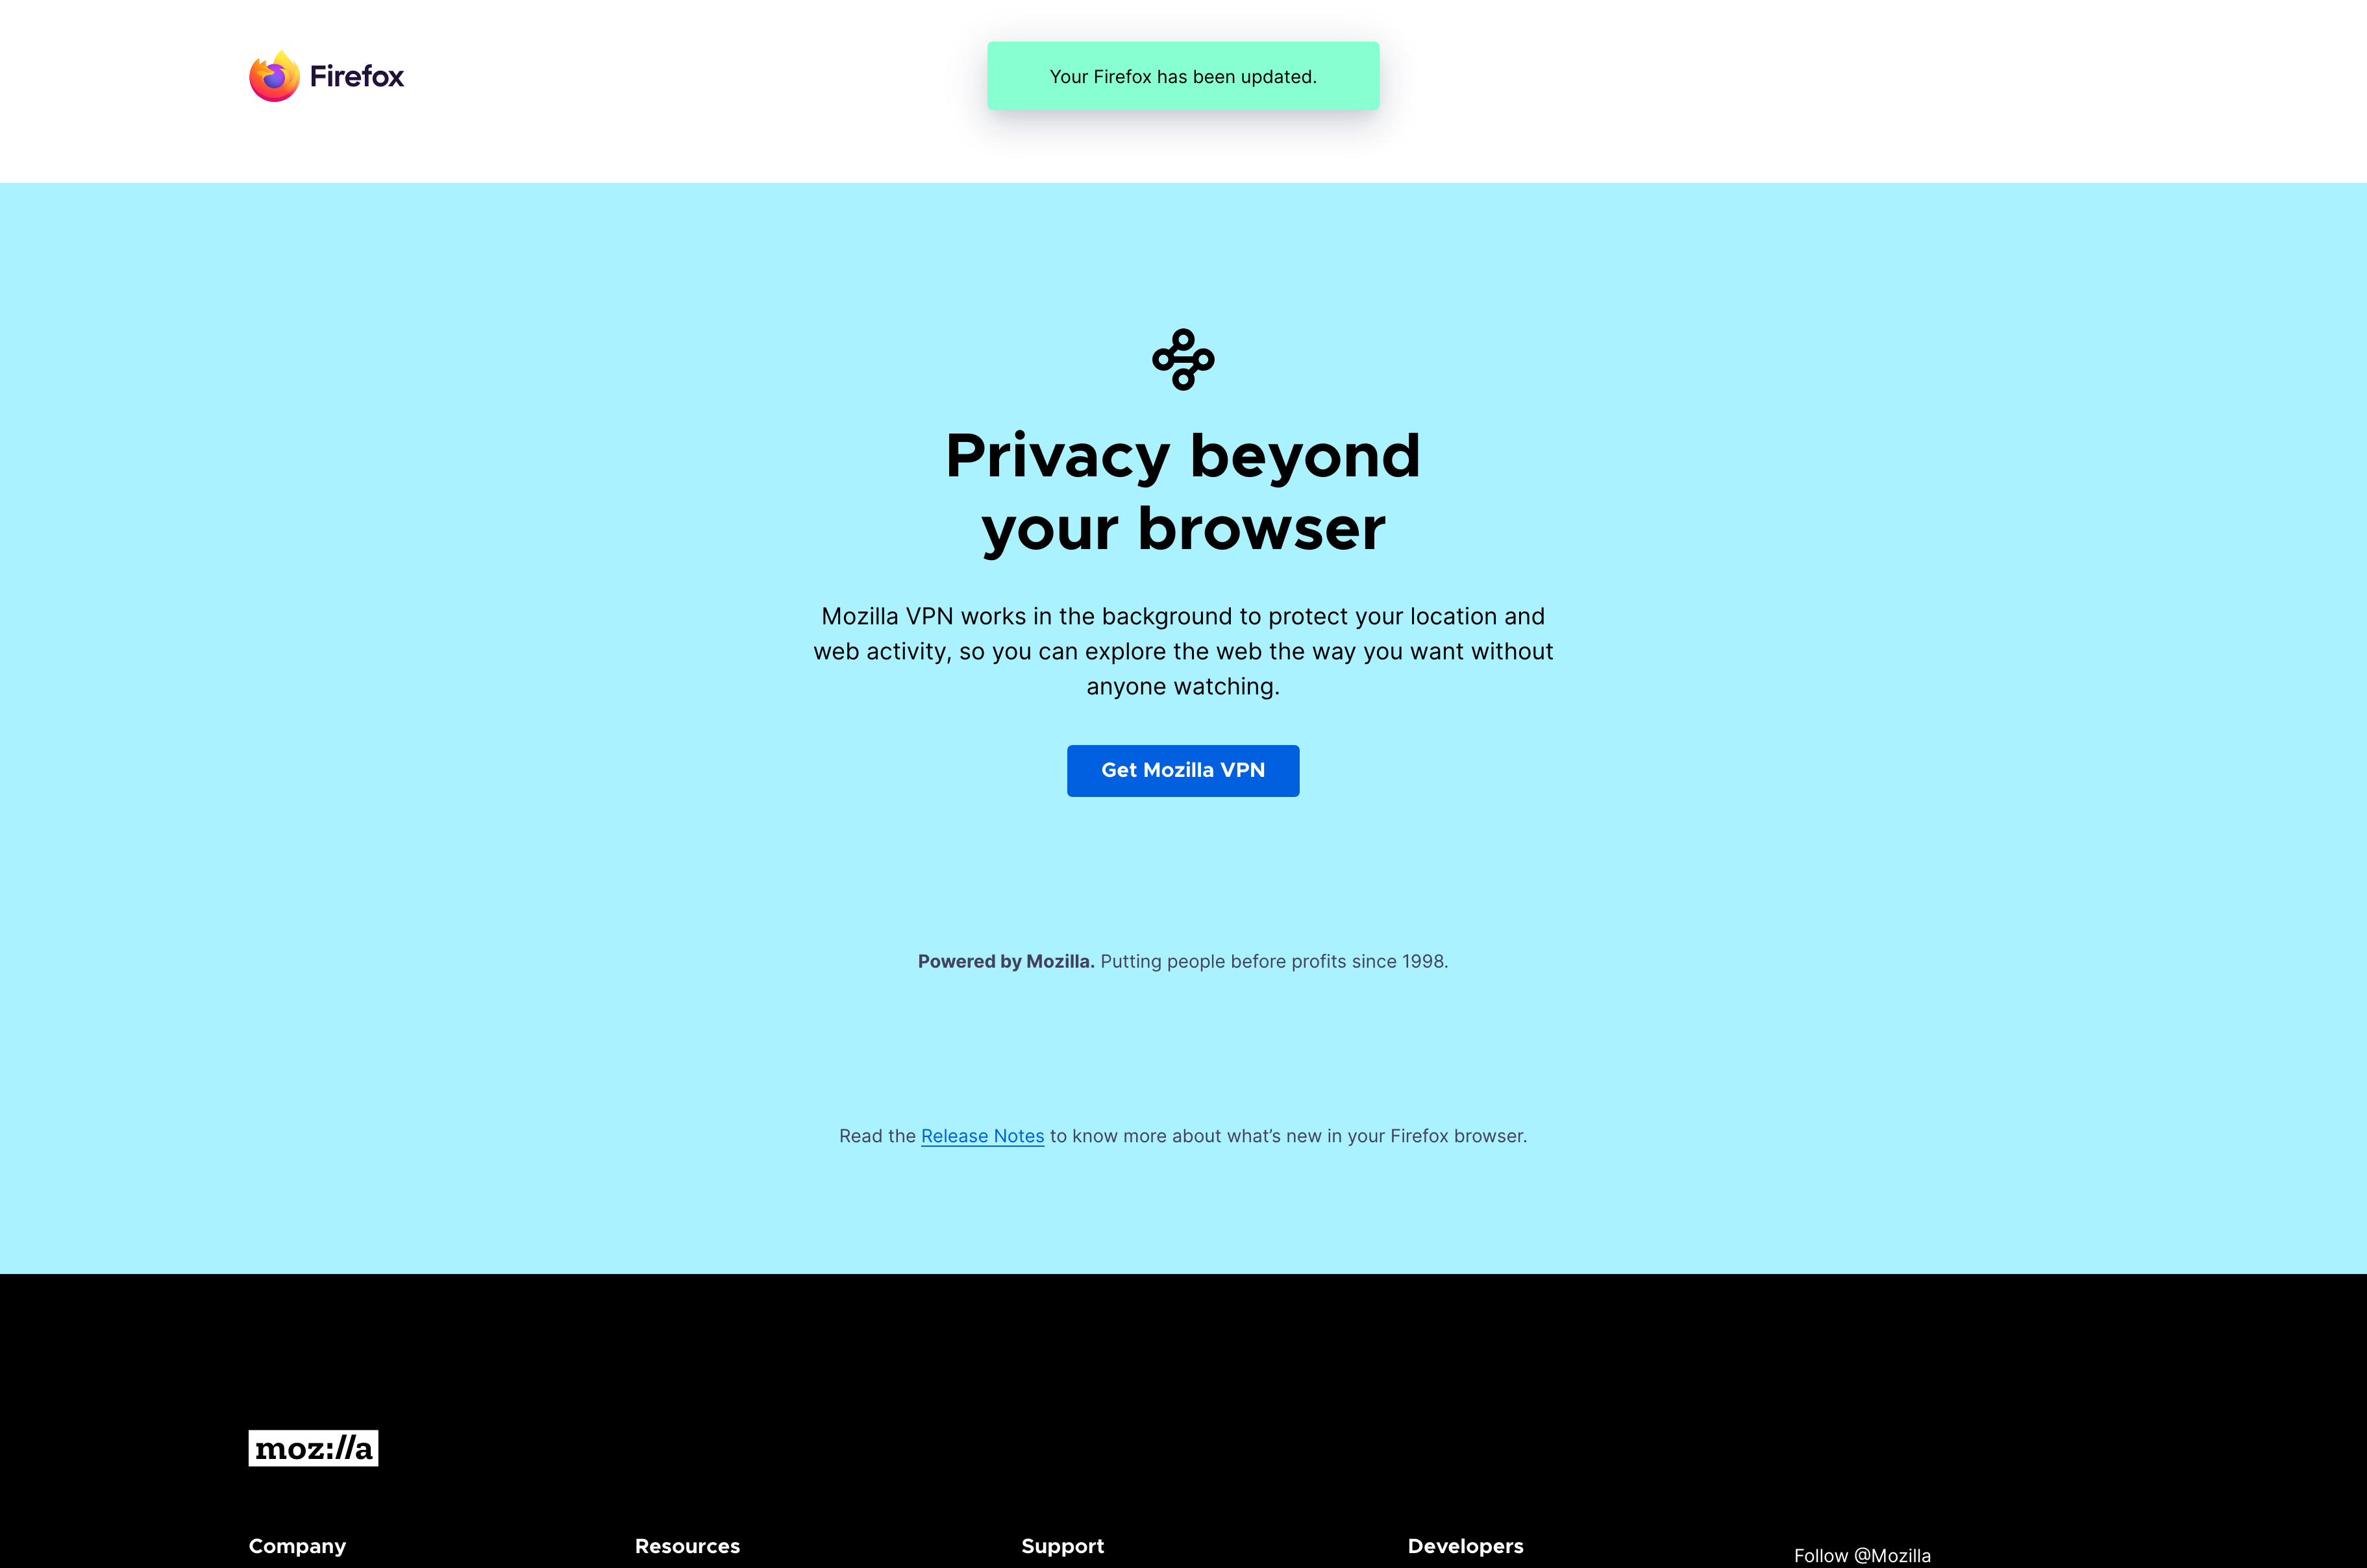 Firefox
Your Firefox has been updated.
Privacy beyond
your browser
Mozilla VPN works in the background to protect your location and
web activity, so you can explore the web the way you want without
anyone watching.
Get Mozilla VPN
Powered by Mozilla. Putting people before profits since 1998.
Read the Release Notes to know more about what’s new in your Firefox browser.
moz://a
Company
Resources
Support
Developers
Follow @Mozilla